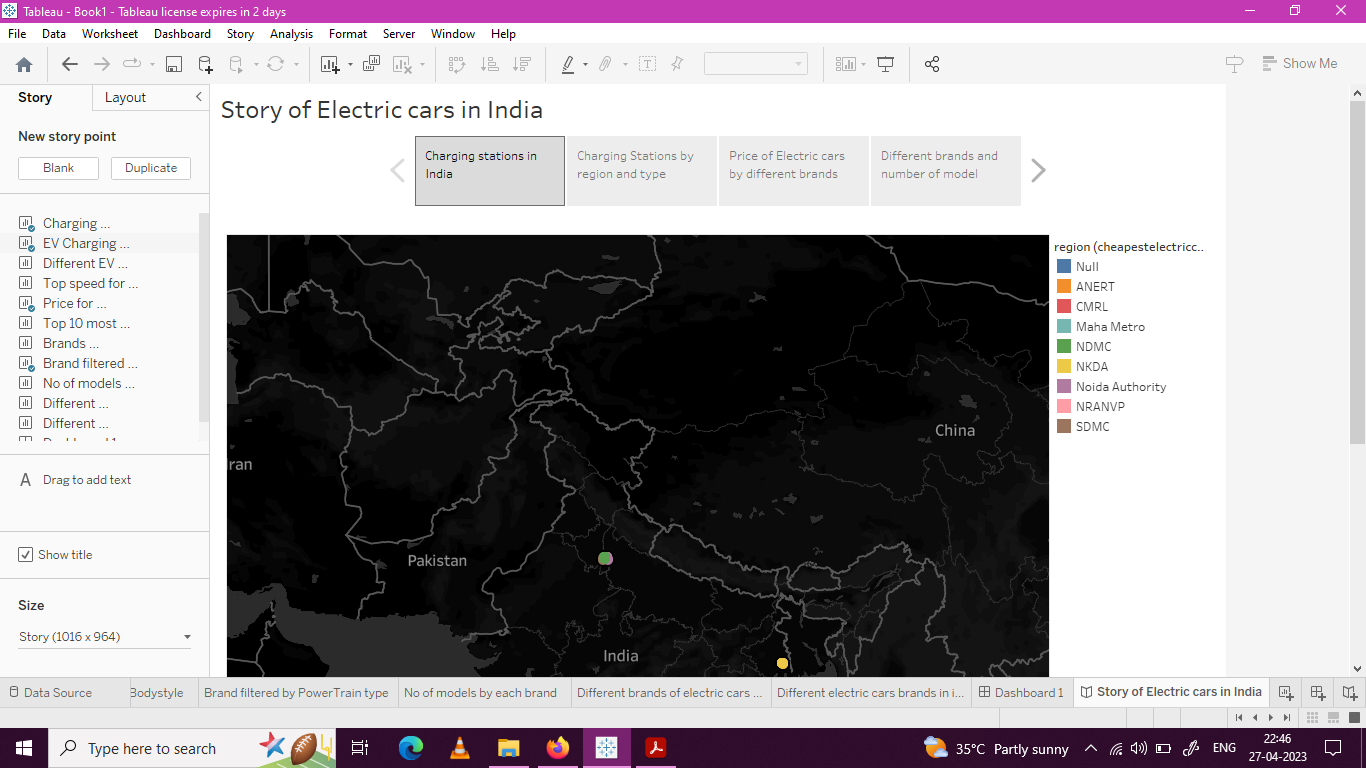 Tableau - Book1 - Tableau license expires in 2 days
File Data Worksheet Dashboard Story Analysis Format Server Window Help
Show Me
Story Layout
New story point
Blank Duplicate
Charging ...
EV Charging ...
Different EV ...
Top speed for ...
Price for ...
Top 10 most ...
Brands ...
Brand filtered ...
No of models ...
Different ...
Different ...
A Drag to add text
Show title
Size
Story (1016 x 964)
Story of Electric cars in India
Charging stations in
India
Charging Stations by
region and type
Price of Electric cars
by different brands
Different brands and
number of model
China
ran
Pakistan
India
region (cheapestelectricc..
Null
ANERT
CMRL
Maha Metro
NDMC
NKDA
Noida Authority
NRANVP
SDMC
Data Source Bodystyle Brand filtered by PowerTrain type No of models by each brand Different brands of electric cars ... Different electric cars brands in i... Dashboard 1 Story of Electric cars in India
Type here to search
35°C Partly sunny
ENG
22:46
27-04-2023